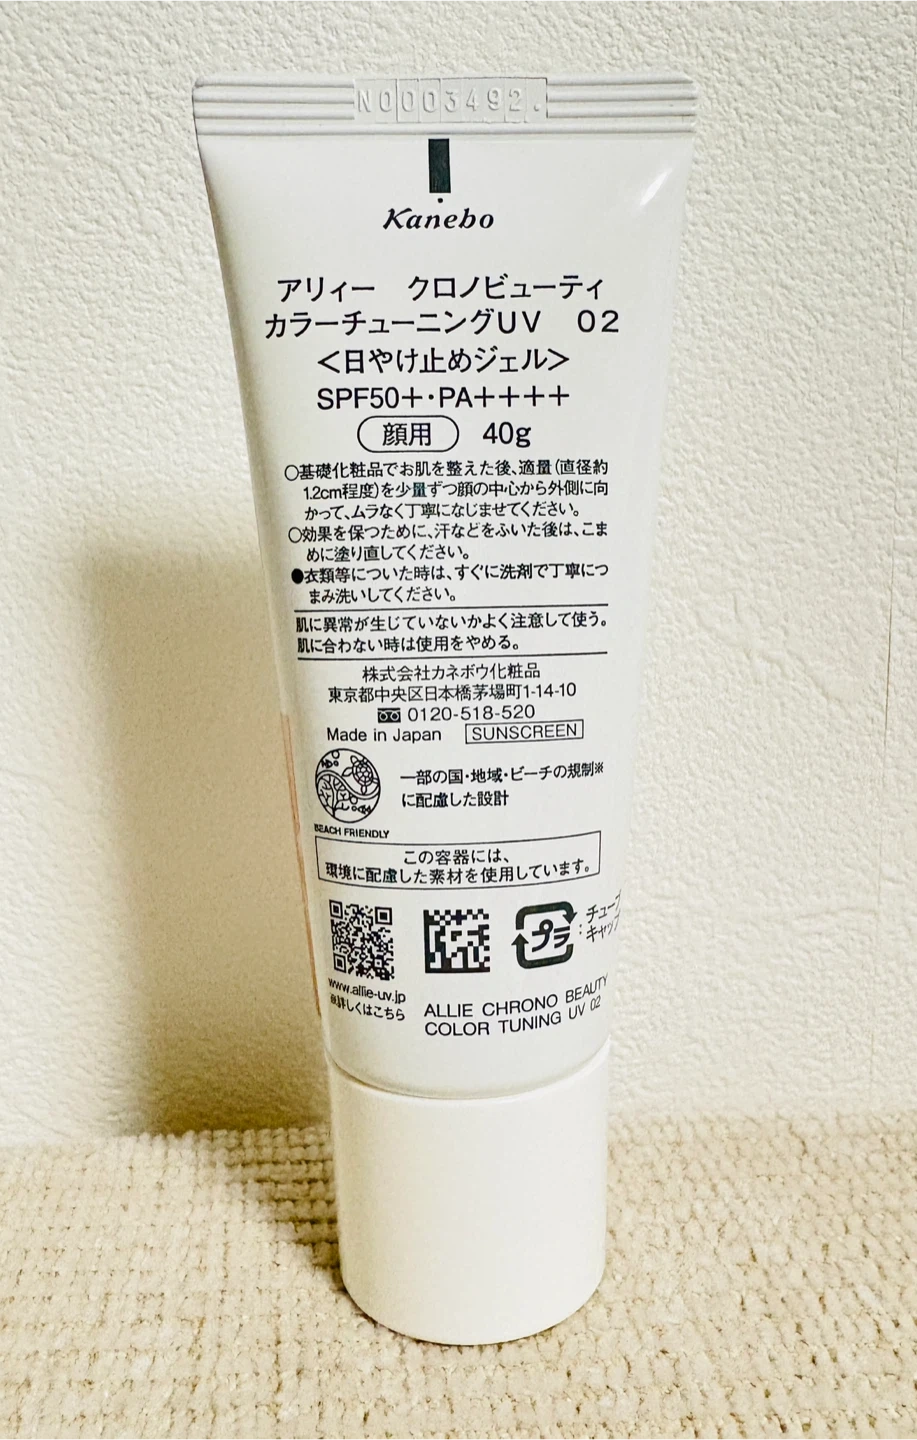 N0003492.
Kanebo
アリィー クロノビューティ
カラーチューニングUV 02
＜日やけ止めジェル＞
SPF50＋・PA＋＋＋＋
顔用 40g
○基礎化粧品でお肌を整えた後、適量(直径約
1.2cm程度)を少量ずつ顔の中心から外側に向
かって、ムラなく丁寧になじませてください。
○効果を保つために、汗などをふいた後は、こま
めに塗り直してください。
●衣類等についた時は、すぐに洗剤で丁寧につ
まみ洗いしてください。
肌に異常が生じていないかよく注意して使う。
肌に合わない時は使用をやめる。
株式会社カネボウ化粧品
東京都中央区日本橋茅場町1-14-10
0120-518-520
Made in Japan SUNSCREEN
一部の国・地域・ビーチの規制※
に配慮した設計
BEACH FRIENDLY
この容器には、
環境に配慮した素材を使用しています。
プラ : チューブ
キャップ
www.allie-uv.jp
※詳しくはこちら
ALLIE CHRONO BEAUTY
COLOR TUNING UV 02